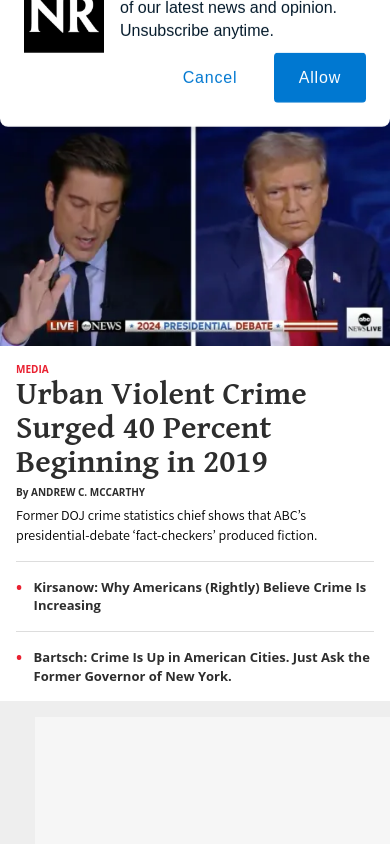 NR
of our latest news and opinion.
Unsubscribe anytime.
Cancel
Allow
LIVE abc NEWS ★ 2024 PRESIDENTIAL DEBATE ★
abc
NEWS LIVE
MEDIA
Urban Violent Crime
Surged 40 Percent
Beginning in 2019
By ANDREW C. MCCARTHY
Former DOJ crime statistics chief shows that ABC’s
presidential-debate ‘fact-checkers’ produced fiction.
• Kirsanow: Why Americans (Rightly) Believe Crime Is
Increasing
• Bartsch: Crime Is Up in American Cities. Just Ask the
Former Governor of New York.